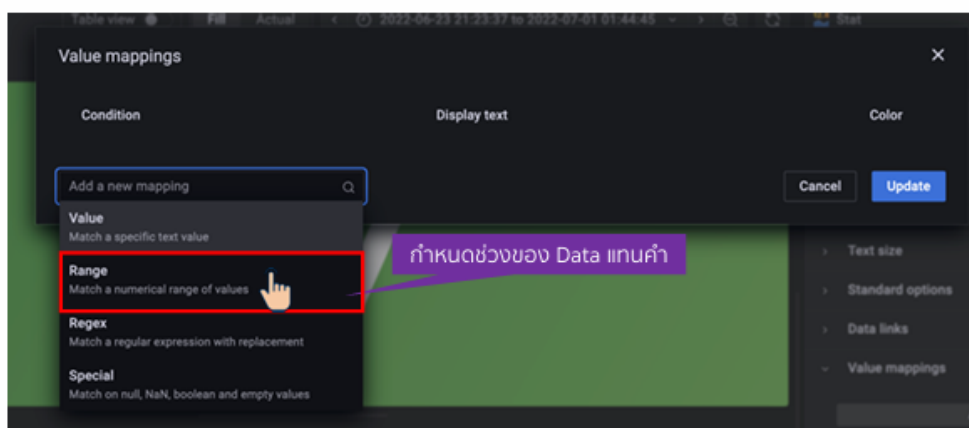 Table view Fill Actual 2022-06-23 21:23:37 to 2022-07-01 01:44:45 Stat
Value mappings
Condition Display text Color
Add a new mapping Cancel Update
Value
Match a specific text value
กำหนดช่วงของ Data แทนคำ
Text size
Range
Match a numerical range of values
Standard options
Regex
Match a regular expression with replacement
Data links
Special
Match on null, NaN, boolean and empty values
Value mappings